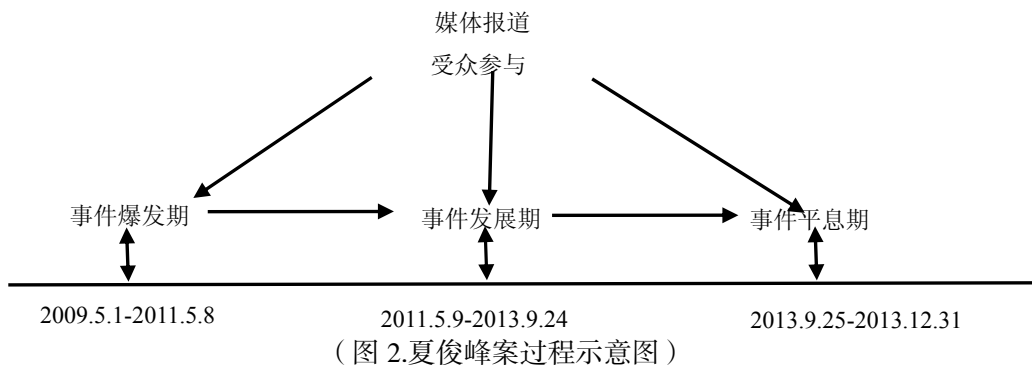 媒体报道
受众参与
事件爆发期 事件发展期 事件平息期
2009.5.1-2011.5.8 2011.5.9-2013.9.24 2013.9.25-2013.12.31
（图 2.夏俊峰案过程示意图）